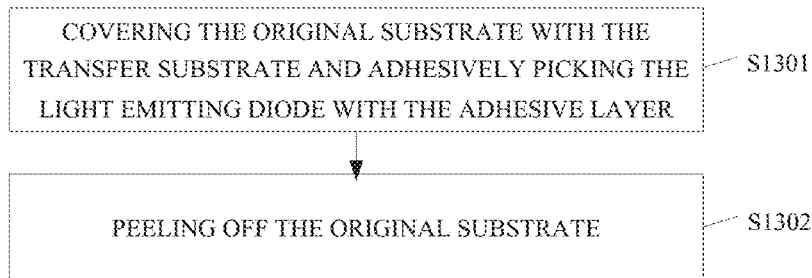 COVERING THE ORIGINAL SUBSTRATE WITH THE
TRANSFER SUBSTRATE AND ADHESIVELY PICKING THE
LIGHT EMITTING DIODE WITH THE ADHESIVE LAYER
S1301
PEELING OFF THE ORIGINAL SUBSTRATE
S1302